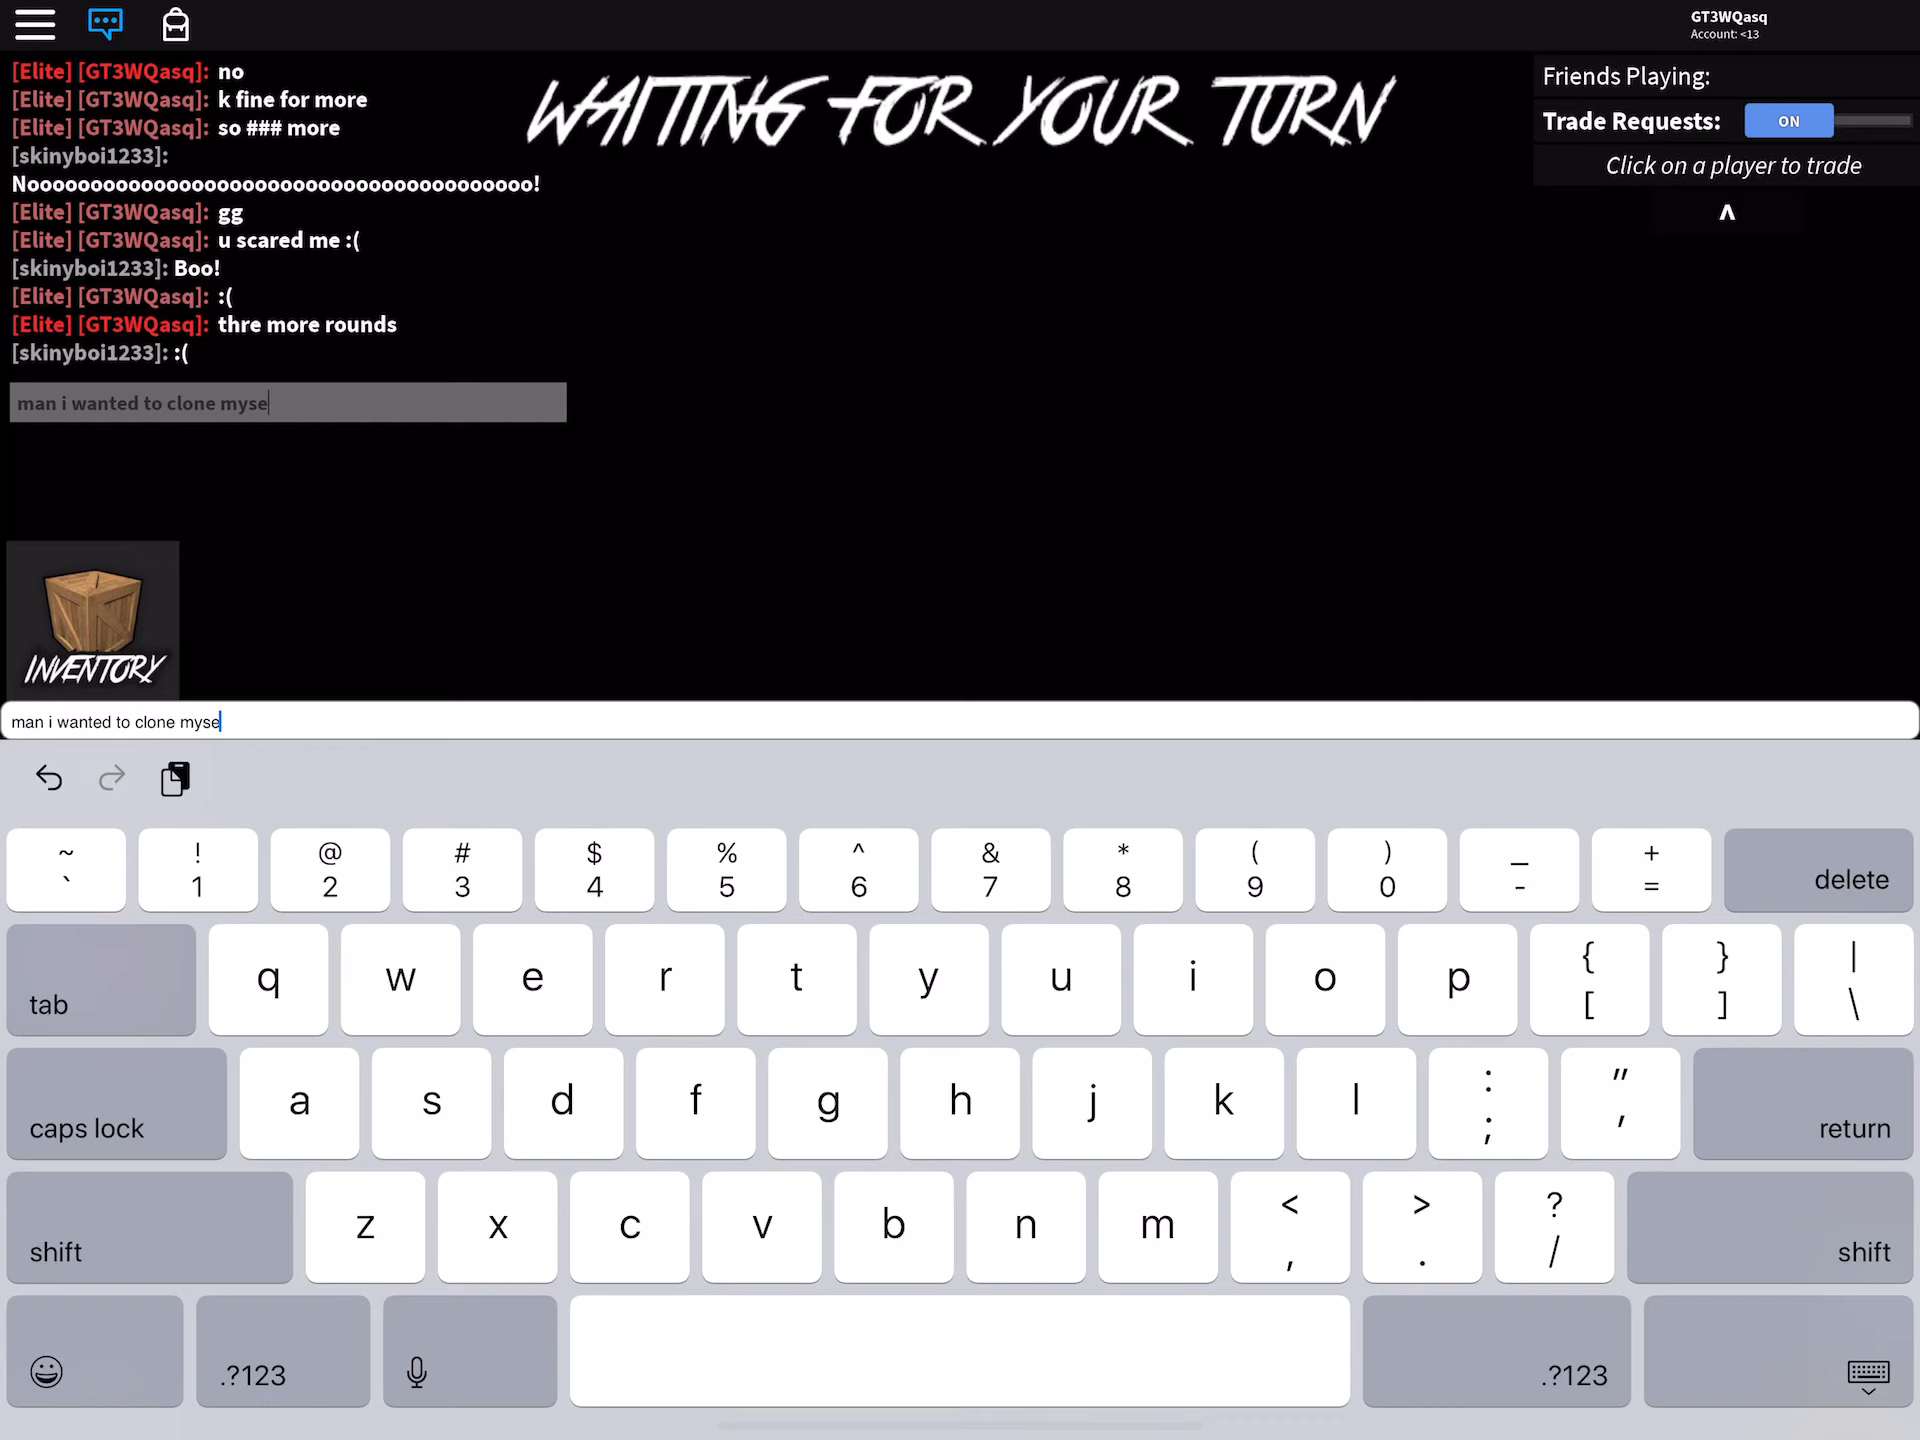 GT3WQasq
Account: <13
[Elite] [GT3WQasq]: no
[Elite] [GT3WQasq]: k fine for more
[Elite] [GT3WQasq]: so ### more
[skinyboi1233]:
Noooooooooooooooooooooooooooooooooooooooo!
[Elite] [GT3WQasq]: gg
[Elite] [GT3WQasq]: u scared me :(
[skinyboi1233]: Boo!
[Elite] [GT3WQasq]: :(
[Elite] [GT3WQasq]: thre more rounds
[skinyboi1233]: :(
man i wanted to clone myse
WAITING FOR YOUR TURN
Friends Playing:
Trade Requests: ON
Click on a player to trade
^
INVENTORY
man i wanted to clone myse
~ ! @ # $ % ^ & * ( ) _ +
` 1 2 3 4 5 6 7 8 9 0 - = delete
tab q w e r t y u i o p { [ } ] | \
caps lock a s d f g h j k l : ; " ' return
shift z x c v b n m < , > . ? / shift
.?123 .?123